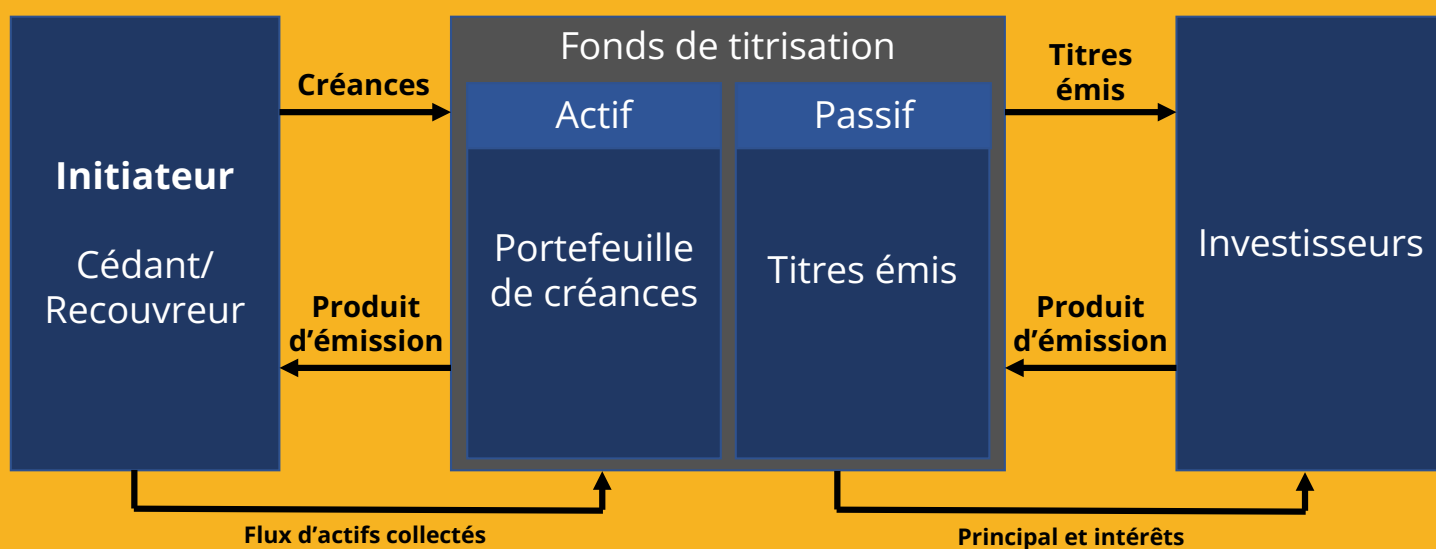 Initiateur
Cédant/
Recouvreur
Créances
Produit
d’émission
Fonds de titrisation
Actif
Portefeuille
de créances
Passif
Titres émis
Titres
émis
Produit
d’émission
Investisseurs
Flux d’actifs collectés
Principal et intérêts